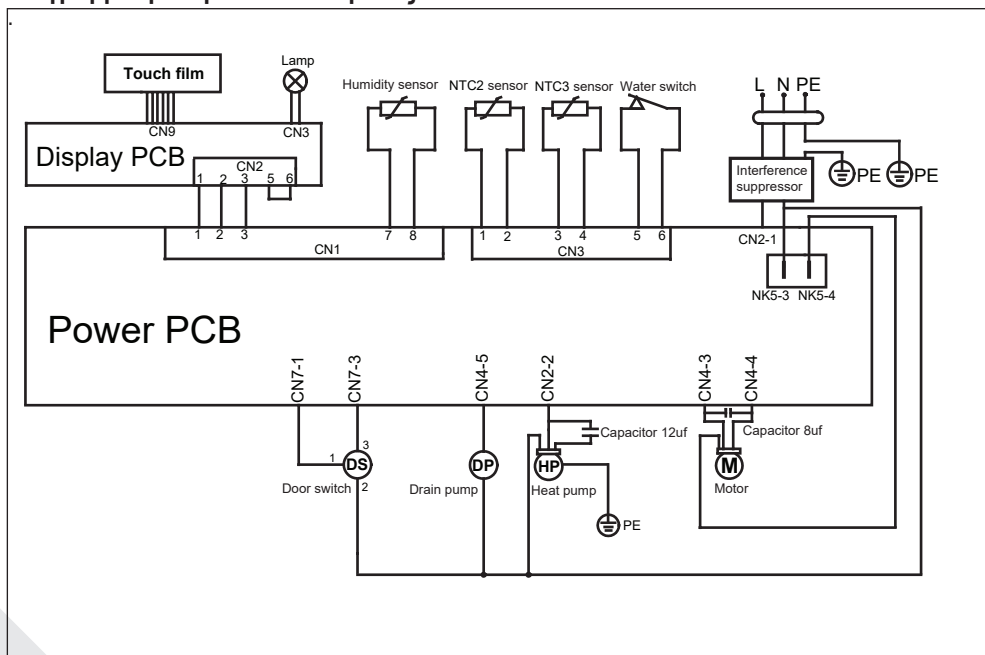 .
Touch film
Lamp
Humidity sensor
NTC2 sensor
NTC3 sensor
Water switch
L N PE
CN9
CN3
Display PCB
CN2
1 2 3 5 6
Interference
suppressor
PE
PE
1 2 3
7 8
CN1
1 2 3 4 5 6
CN3
CN2-1
NK5-3 NK5-4
Power PCB
CN7-1
CN7-3
CN4-5
CN2-2
CN4-3
CN4-4
Capacitor 12uf
Capacitor 8uf
3
1
DS
2
DP
HP
M
Door switch
Drain pump
Heat pump
Motor
PE